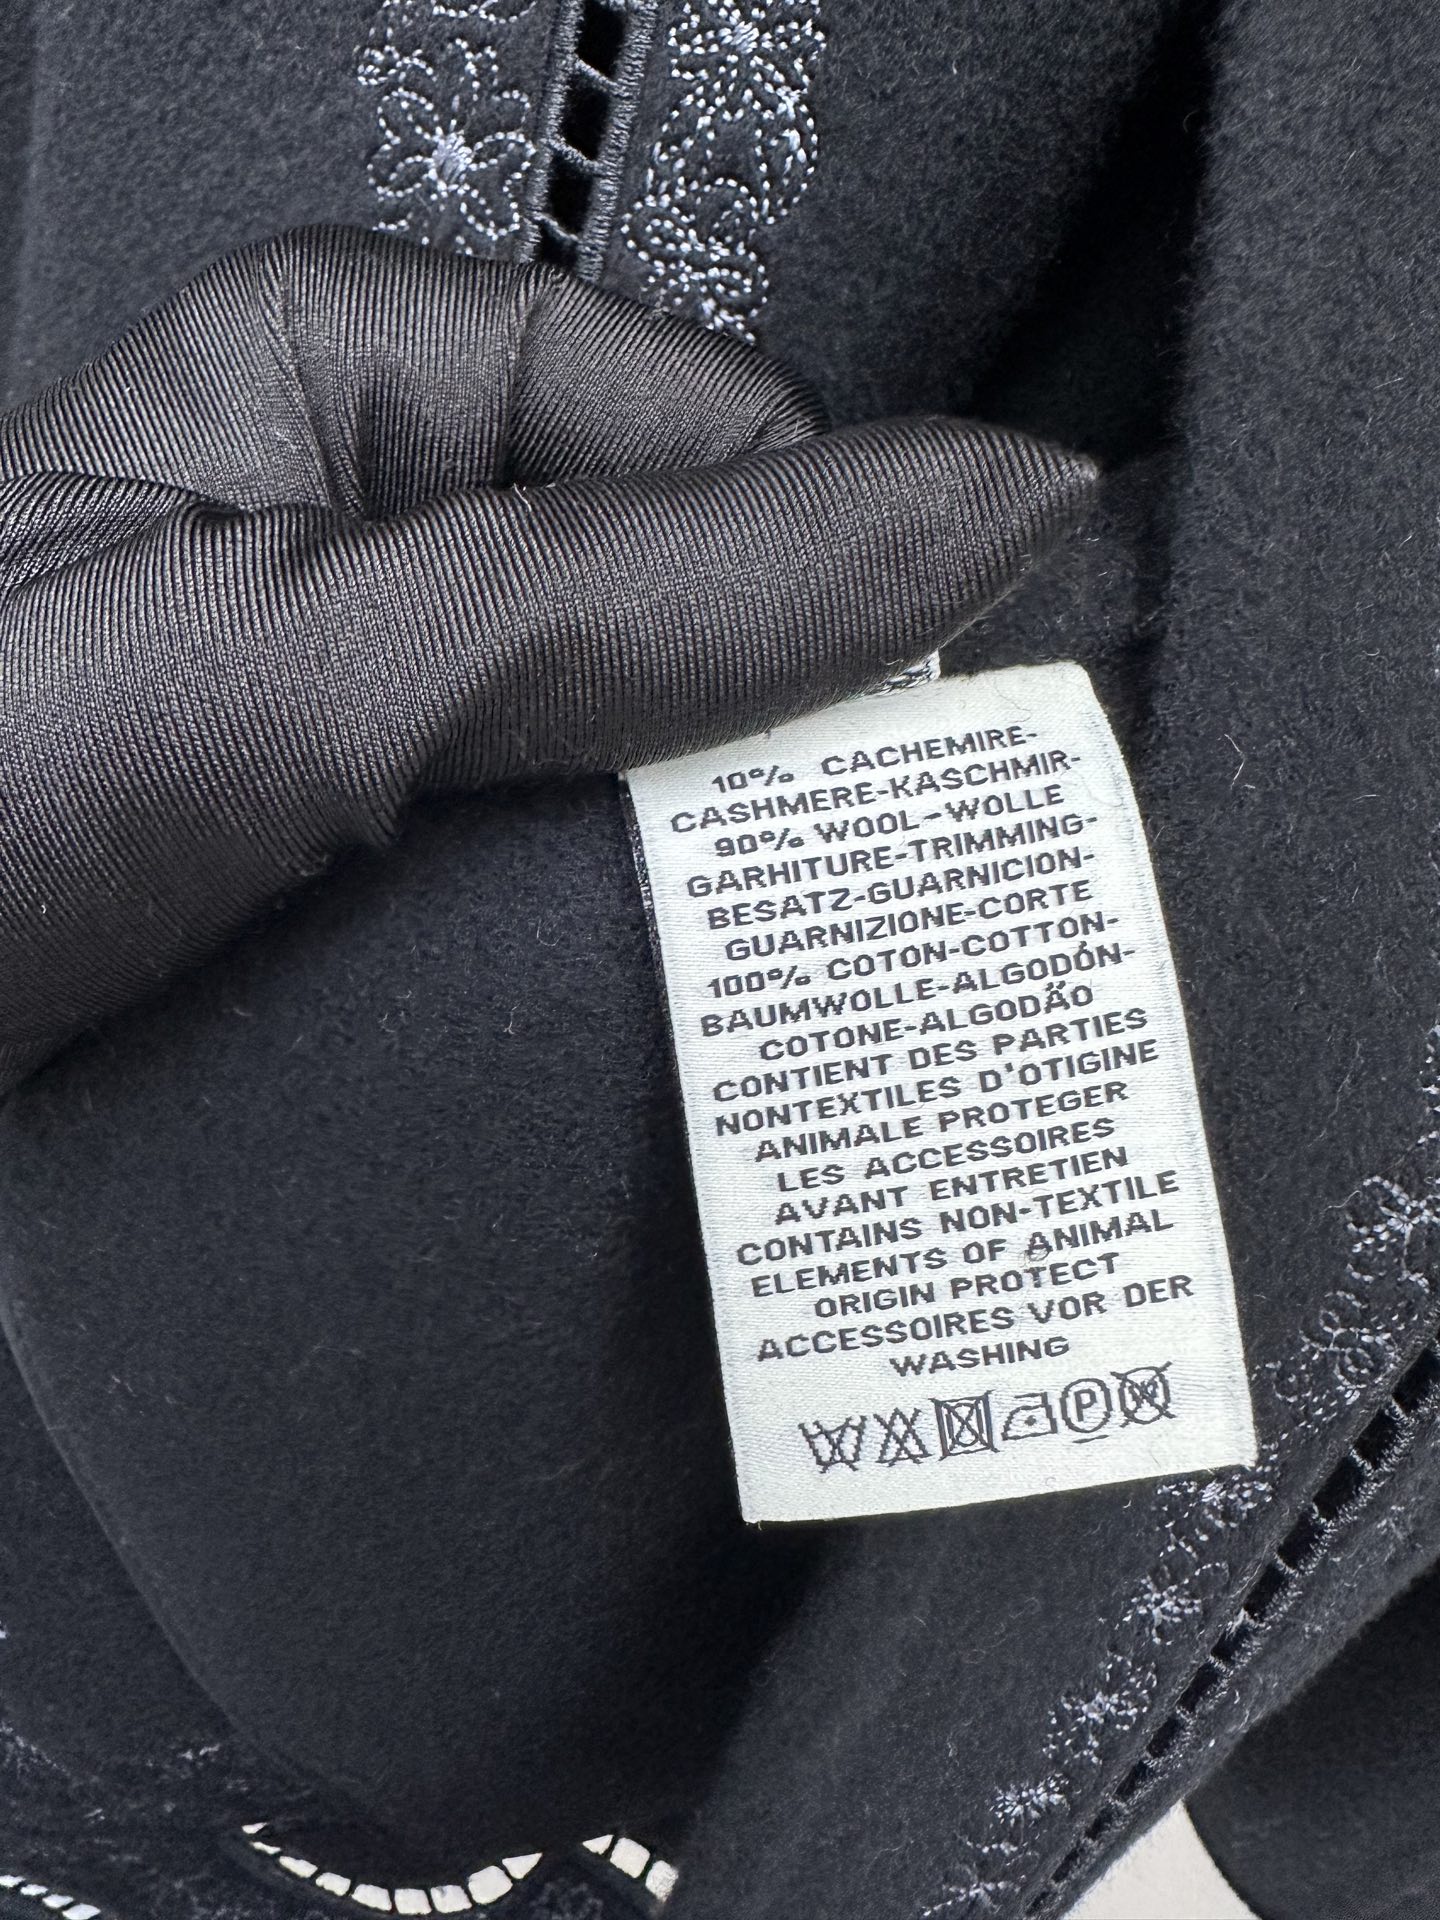 10% CACHEMIRE-
CASHMERE-KASCHMIR-
90% WOOL-WOLLE
GARHITURE-TRIMMING-
BESATZ-GUARNICION-
GUARNIZIONE-CORTE
100% COTON-COTTON-
BAUMWOLLE-ALGODÓN-
COTONE-ALGODÄO
CONTIENT DES PARTIES
NONTEXTILES D'OTIGINE
ANIMALE PROTEGER
LES ACCESSOIRES
AVANT ENTRETIEN
CONTAINS NON-TEXTILE
ELEMENTS OF ANIMAL
ORIGIN PROTECT
ACCESSOIRES VOR DER
WASHING
P W